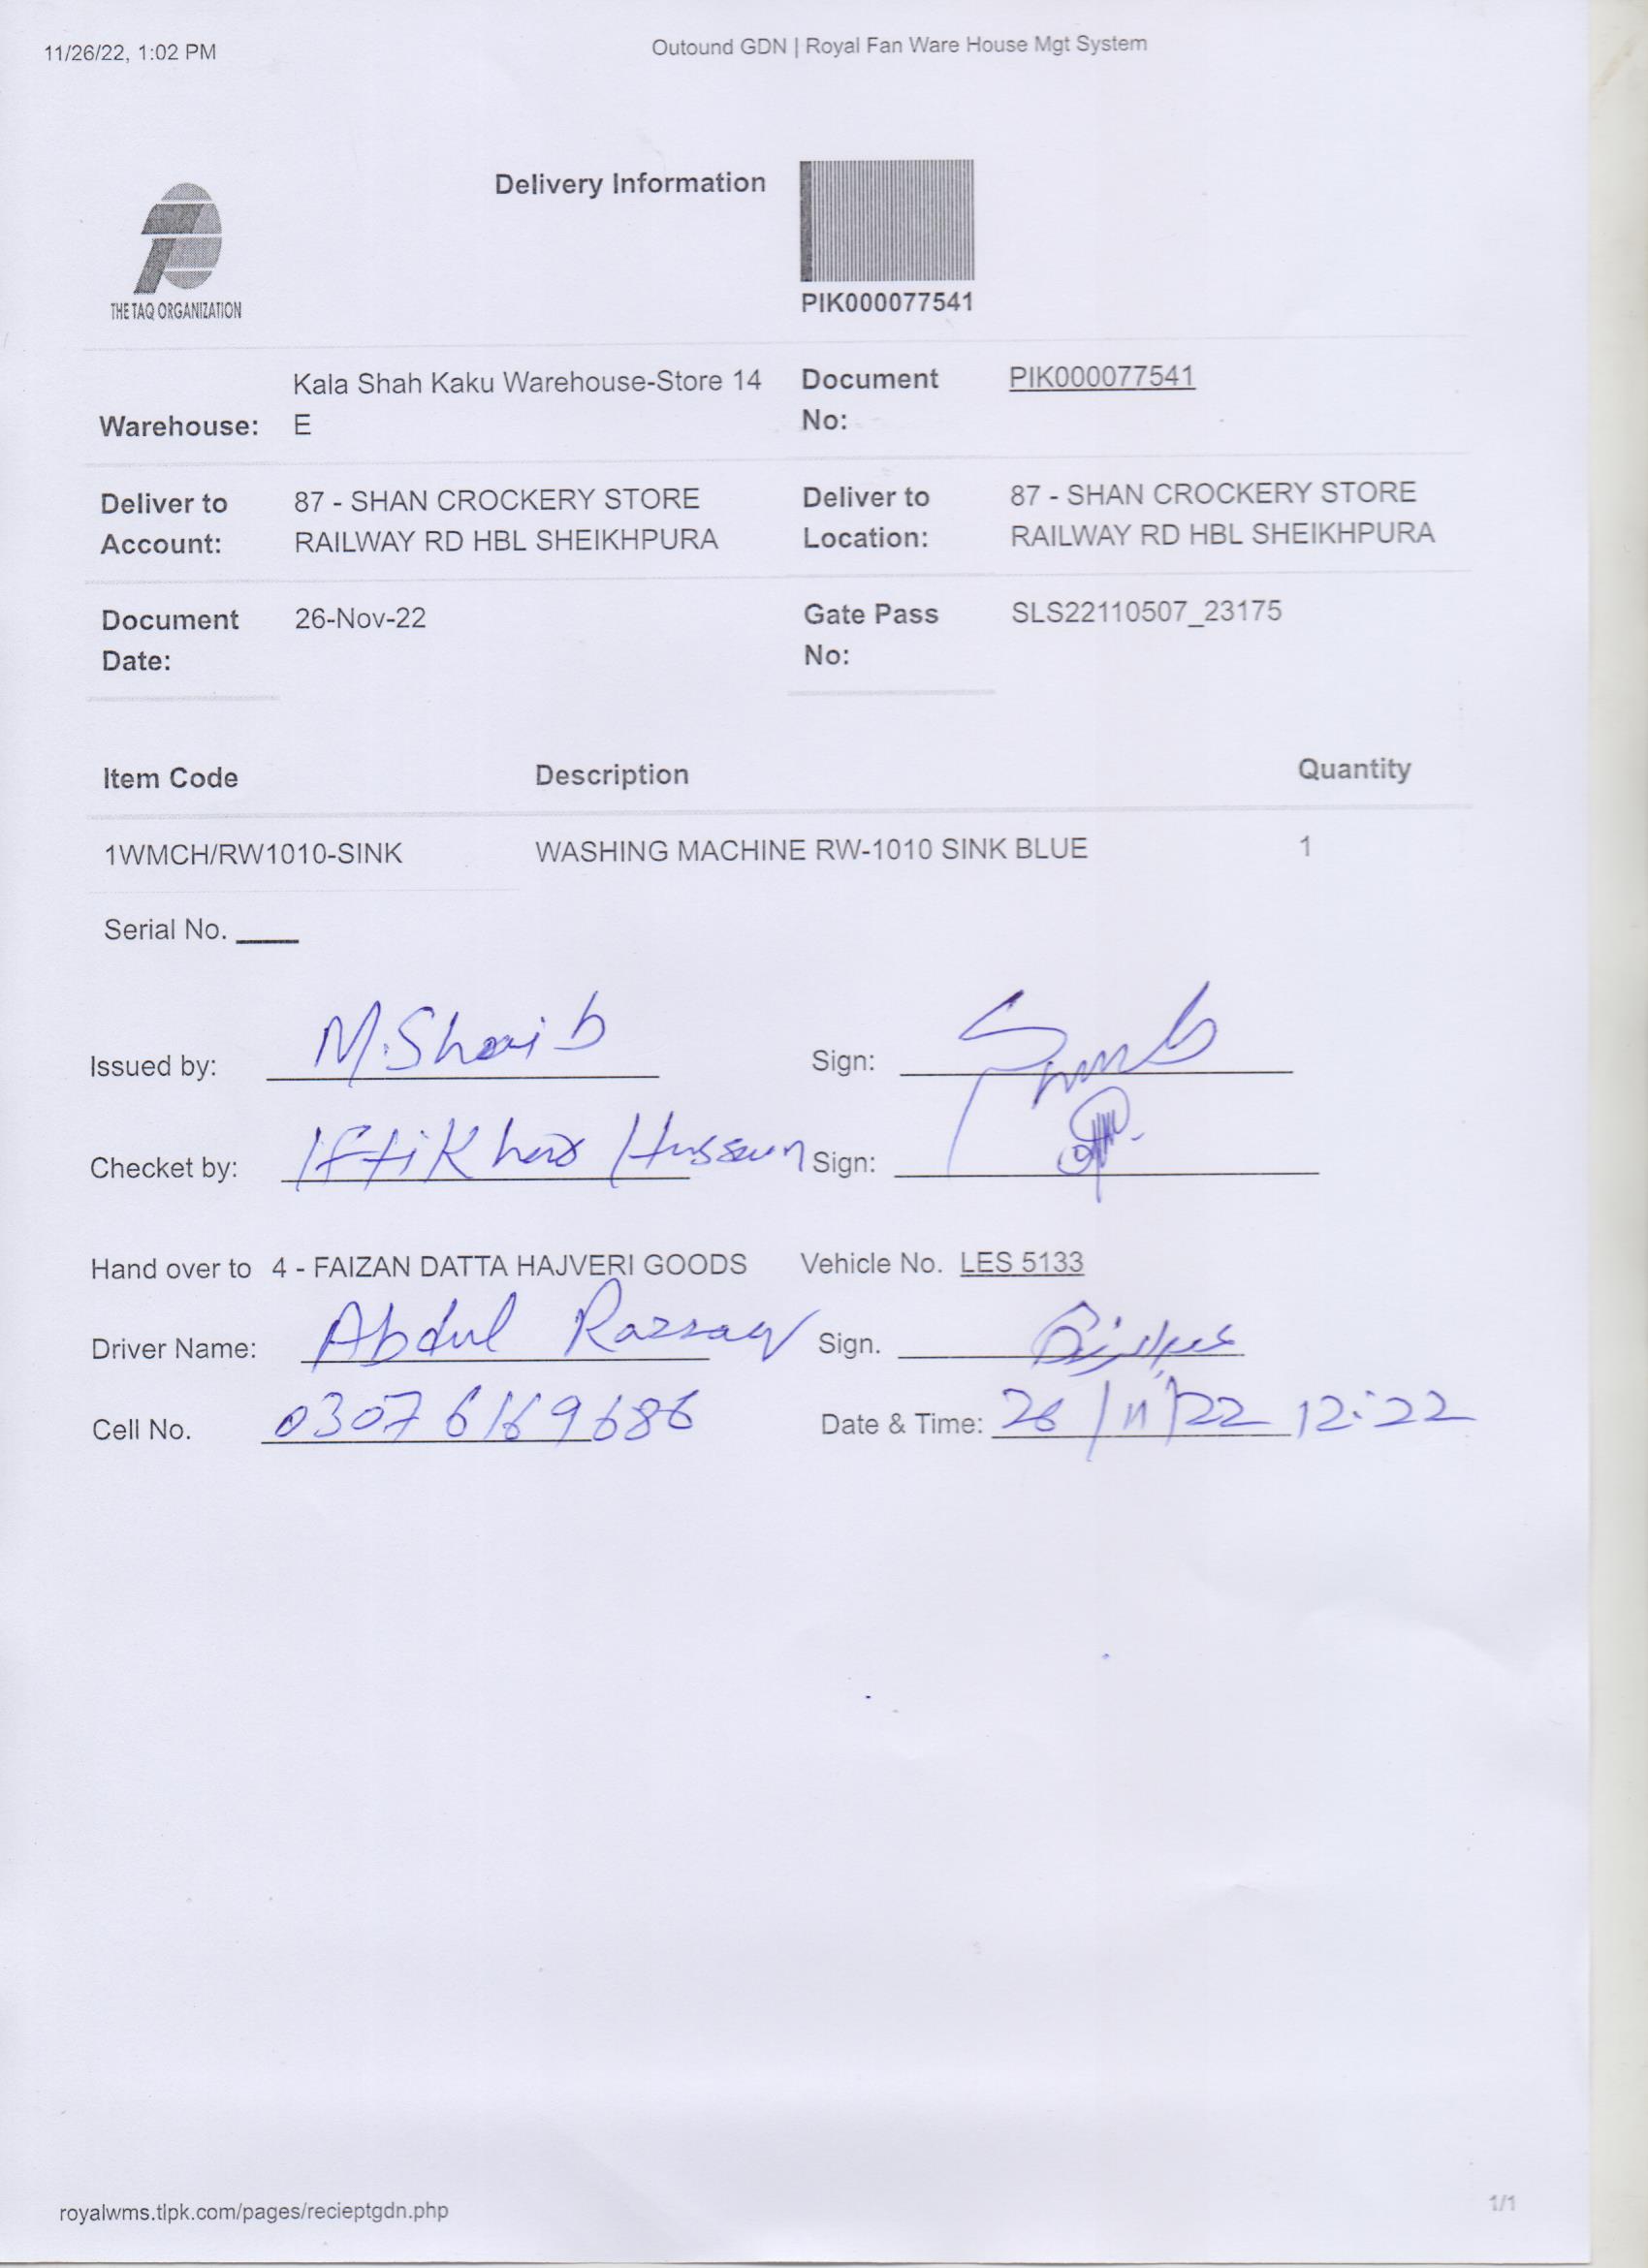 11/26/22, 1:02 PM
Outound GDN | Royal Fan Ware House Mgt System
THE TAQ ORGANIZATION
Delivery Information
PIK000077541
Warehouse: Kala Shah Kaku Warehouse-Store 14 E
Document No: PIK000077541
Deliver to Account: 87 - SHAN CROCKERY STORE RAILWAY RD HBL SHEIKHPURA
Deliver to Location: 87 - SHAN CROCKERY STORE RAILWAY RD HBL SHEIKHPURA
Document Date: 26-Nov-22
Gate Pass No: SLS22110507_23175
Item Code Description Quantity
1WMCH/RW1010-SINK WASHING MACHINE RW-1010 SINK BLUE 1
Serial No.
Issued by: M.Shoaib Sign:
Checket by: Iftikhar Hussain Sign:
Hand over to 4 - FAIZAN DATTA HAJVERI GOODS Vehicle No. LES 5133
Driver Name: Abdul Razzaq Sign. عبدالرزاق
Cell No. 0307 6169686 Date & Time: 26/11/22 12:22
royalwms.tlpk.com/pages/recieptgdn.php
1/1